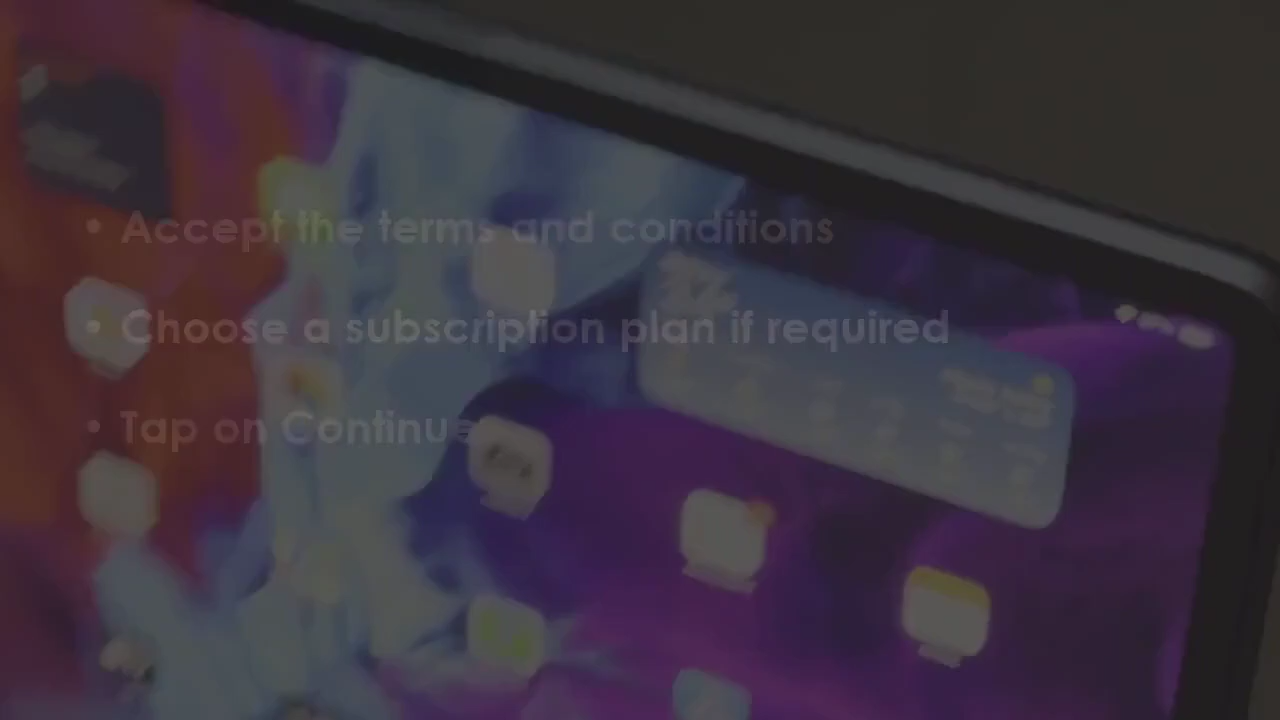 • Accept the terms and conditions
• Choose a subscription plan if required
• Tap on Continue